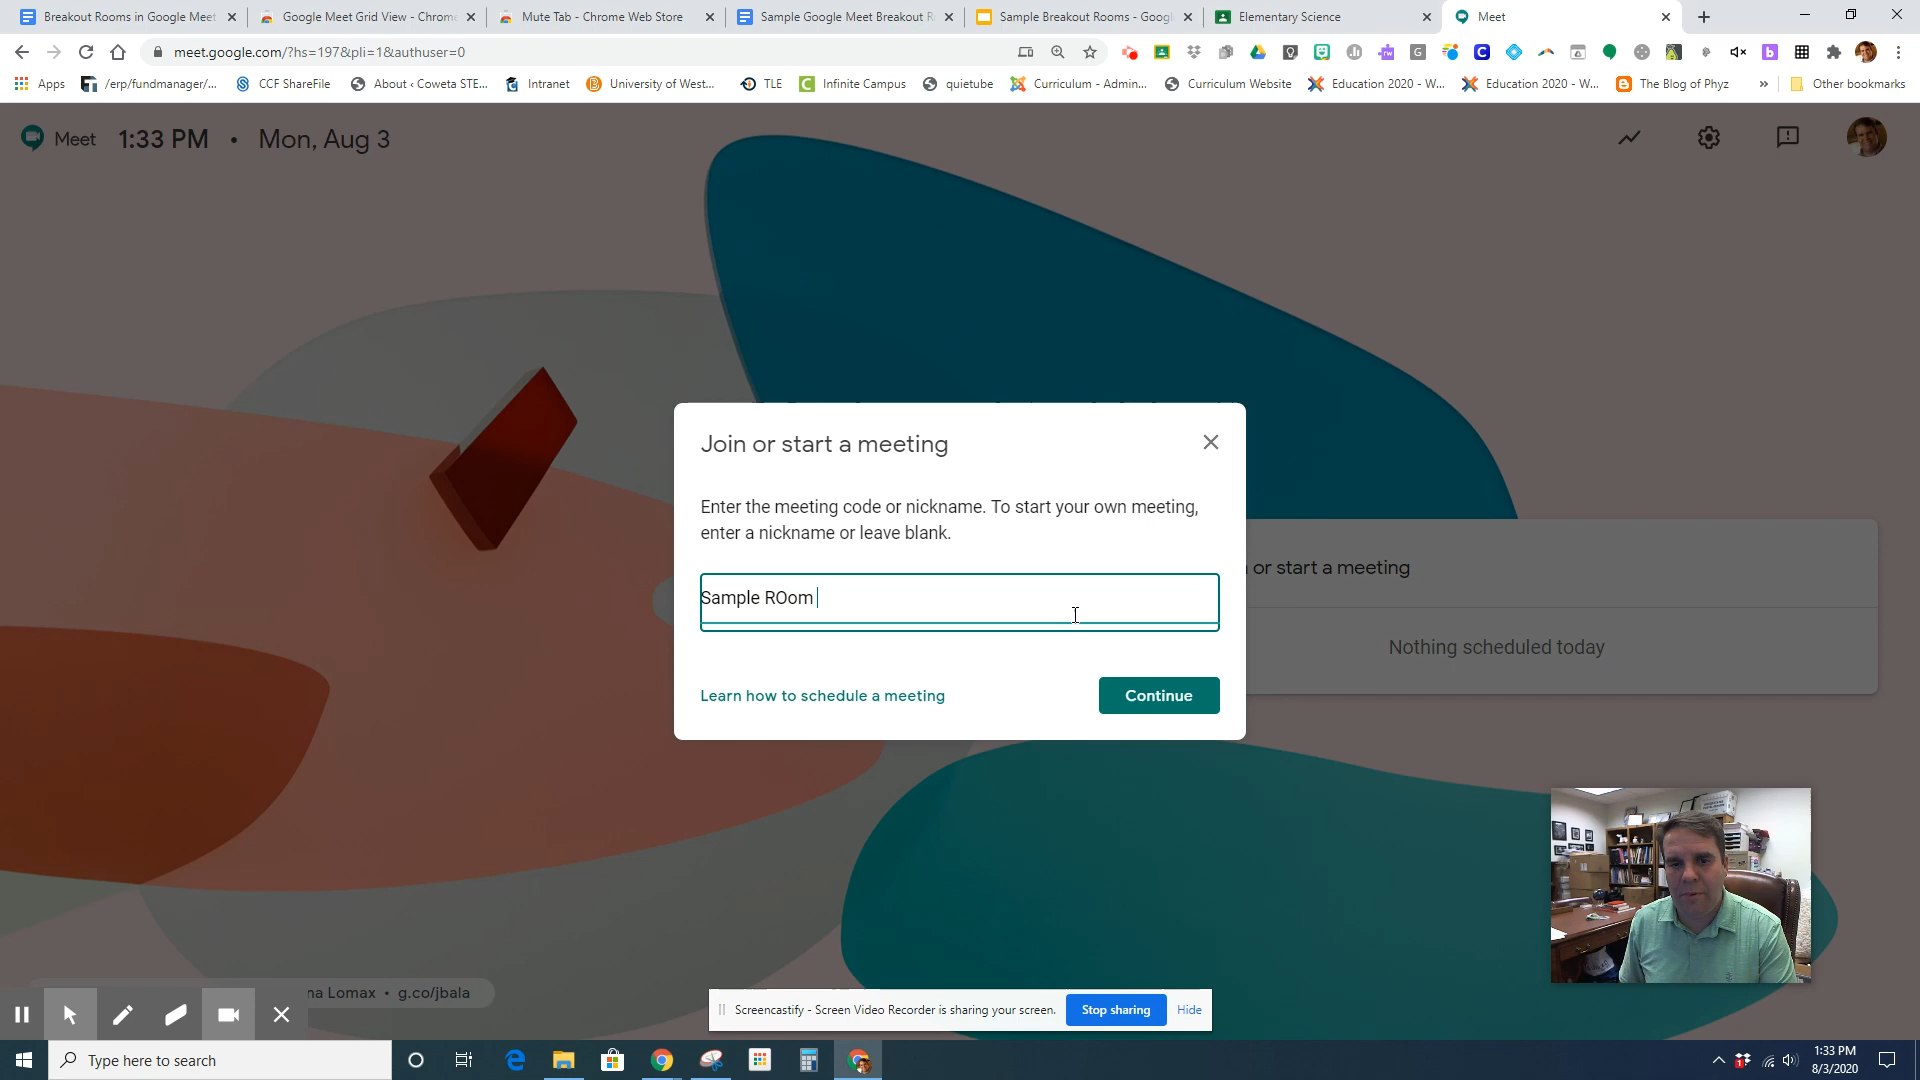 Breakout Rooms in Google Meet
Google Meet Grid View - Chrome
Mute Tab - Chrome Web Store
Sample Google Meet Breakout R
Sample Breakout Rooms - Goog
Elementary Science
Meet
meet.google.com/?hs=197&pli=1&authuser=0
Apps
/erp/fundmanager/...
CCF ShareFile
About ‹ Coweta STE...
Intranet
University of West...
TLE
Infinite Campus
quietube
Curriculum - Admin...
Curriculum Website
Education 2020 - W...
Education 2020 - W...
The Blog of Phyz
»
Other bookmarks
Meet 1:33 PM • Mon, Aug 3
Join or start a meeting
Enter the meeting code or nickname. To start your own meeting,
enter a nickname or leave blank.
or start a meeting
Sample ROom
Nothing scheduled today
Learn how to schedule a meeting
Continue
na Lomax • g.co/jbala
Screencastify - Screen Video Recorder is sharing your screen.
Stop sharing
Hide
Type here to search
1:33 PM
8/3/2020